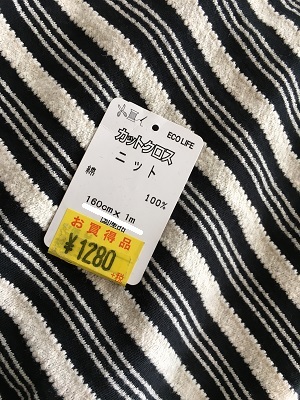 ECO LIFE
カットクロス
ニット
綿 100%
160cm×1m
お買得品
¥1280
+税